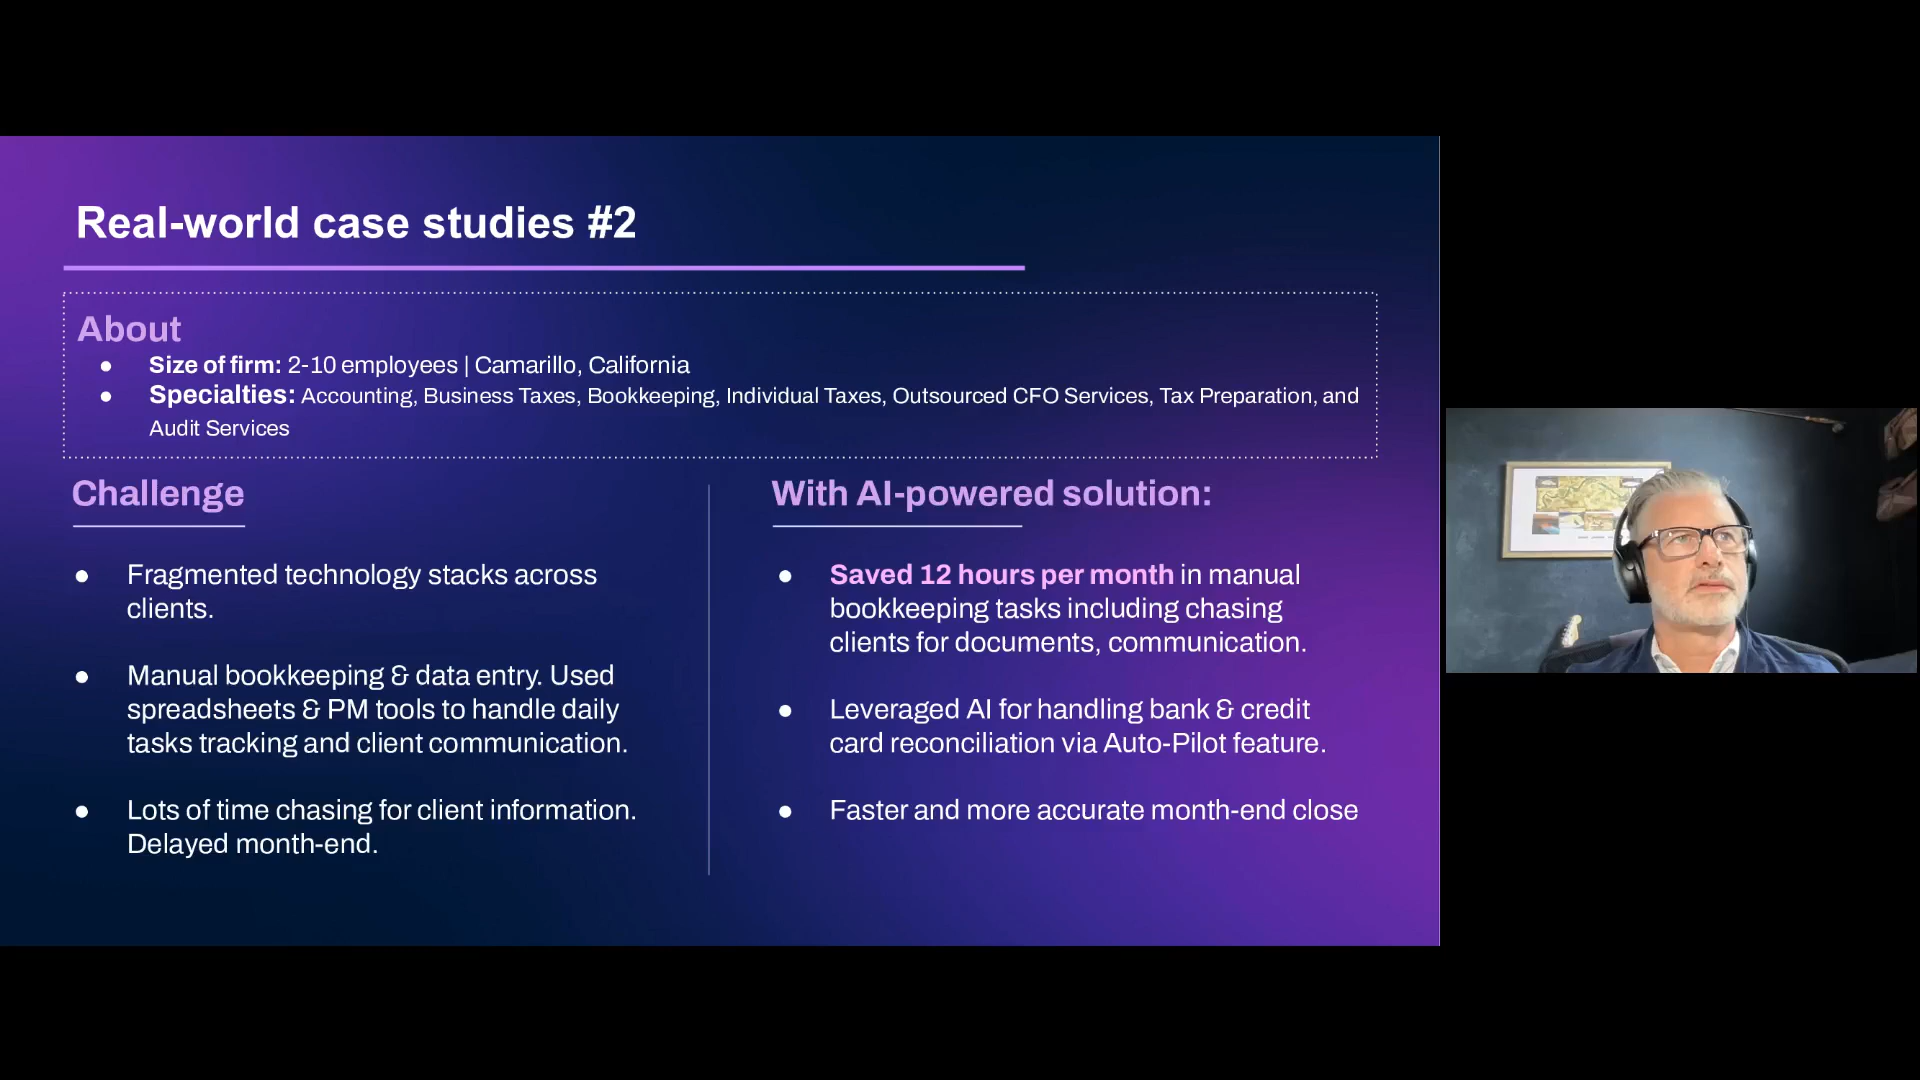 Real-world case studies #2
About
● Size of firm: 2-10 employees | Camarillo, California
● Specialties: Accounting, Business Taxes, Bookkeeping, Individual Taxes, Outsourced CFO Services, Tax Preparation, and
Audit Services
Challenge
● Fragmented technology stacks across
clients.
● Manual bookkeeping & data entry. Used
spreadsheets & PM tools to handle daily
tasks tracking and client communication.
● Lots of time chasing for client information.
Delayed month-end.
With AI-powered solution:
● Saved 12 hours per month in manual
bookkeeping tasks including chasing
clients for documents, communication.
● Leveraged AI for handling bank & credit
card reconciliation via Auto-Pilot feature.
● Faster and more accurate month-end close